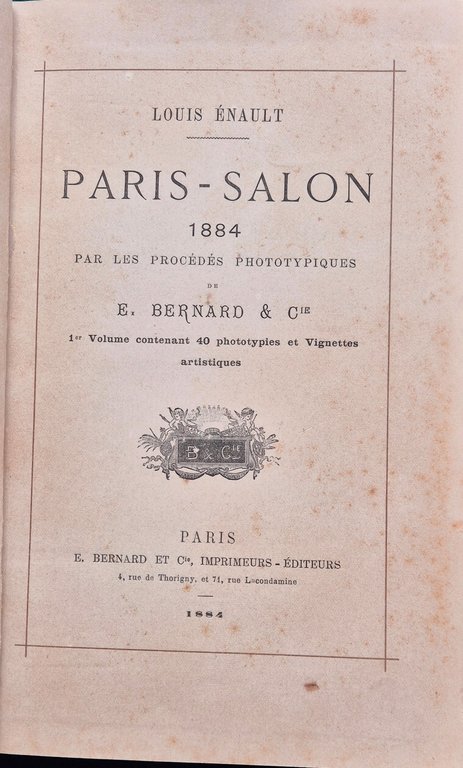 LOUIS ÉNAULT
PARIS-SALON
1884
PAR LES PROCÉDÉS PHOTOTYPIQUES
DE
E. BERNARD & CIE
1er Volume contenant 40 phototypies et Vignettes
artistiques
B & Cie
PARIS
E. BERNARD ET Cie, IMPRIMEURS-ÉDITEURS
4, rue de Thorigny, et 71, rue Lacondamine
1884